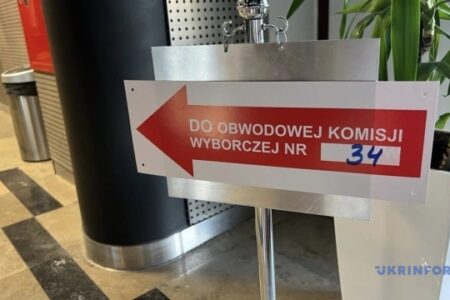 DO OBWODOWEJ KOMISJI
WYBORCZEJ NR 34
UKRINFORM